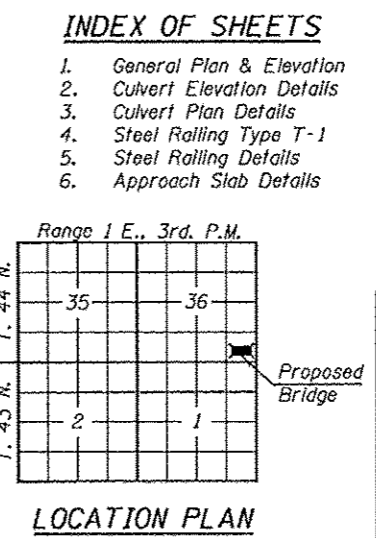 INDEX OF SHEETS
1. General Plan & Elevation
2. Culvert Elevation Details
3. Culvert Plan Details
4. Steel Railing Type T-1
5. Steel Railing Details
6. Approach Slab Details
Range 1 E., 3rd. P.M.
T. 44 N.
35
36
Proposed
Bridge
T. 43 N.
2
1
LOCATION PLAN